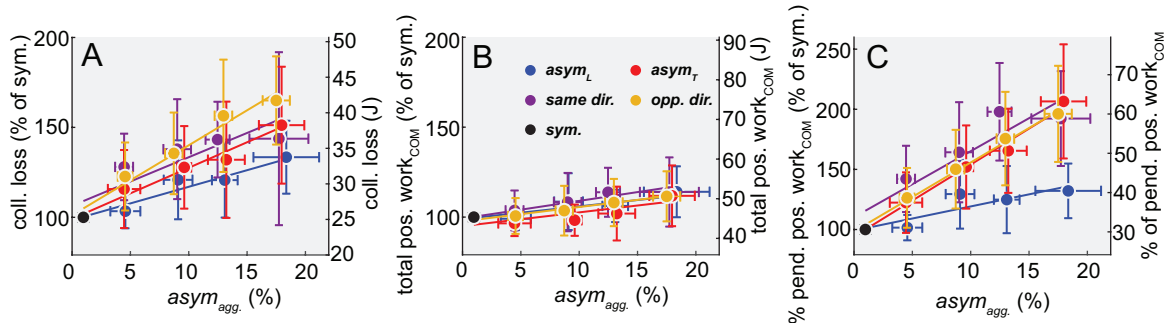 A
coll. loss (% of sym.)
200
150
100
0
5
10
15
20
asym_agg. (%)
50
45
40
35
30
25
20
coll. loss (J)
B
total pos. work_COM (% of sym.)
200
150
100
0
5
10
15
20
asym_agg. (%)
90
80
70
60
50
40
total pos. work_COM (J)
asym_L
asym_T
same dir.
opp. dir.
sym.
C
% pend. pos. work_COM (% of sym.)
250
200
150
100
0
5
10
15
20
asym_agg. (%)
70
60
50
40
30
% of pend. pos. work_COM